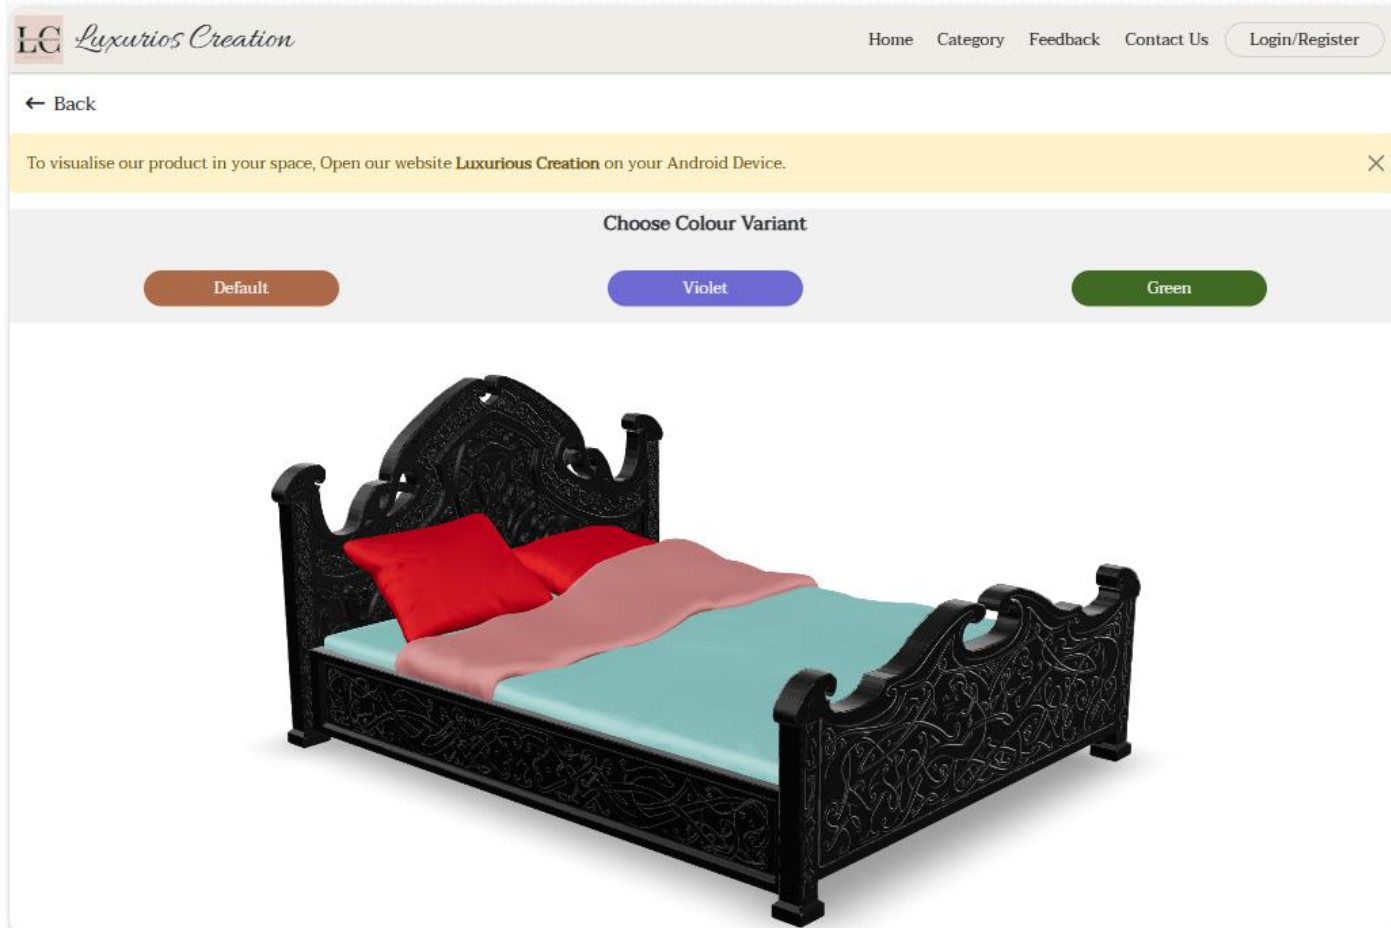 LC Luxurios Creation Home Category Feedback Contact Us Login/Register
← Back
To visualise our product in your space, Open our website Luxurious Creation on your Android Device.
Choose Colour Variant
Default Violet Green